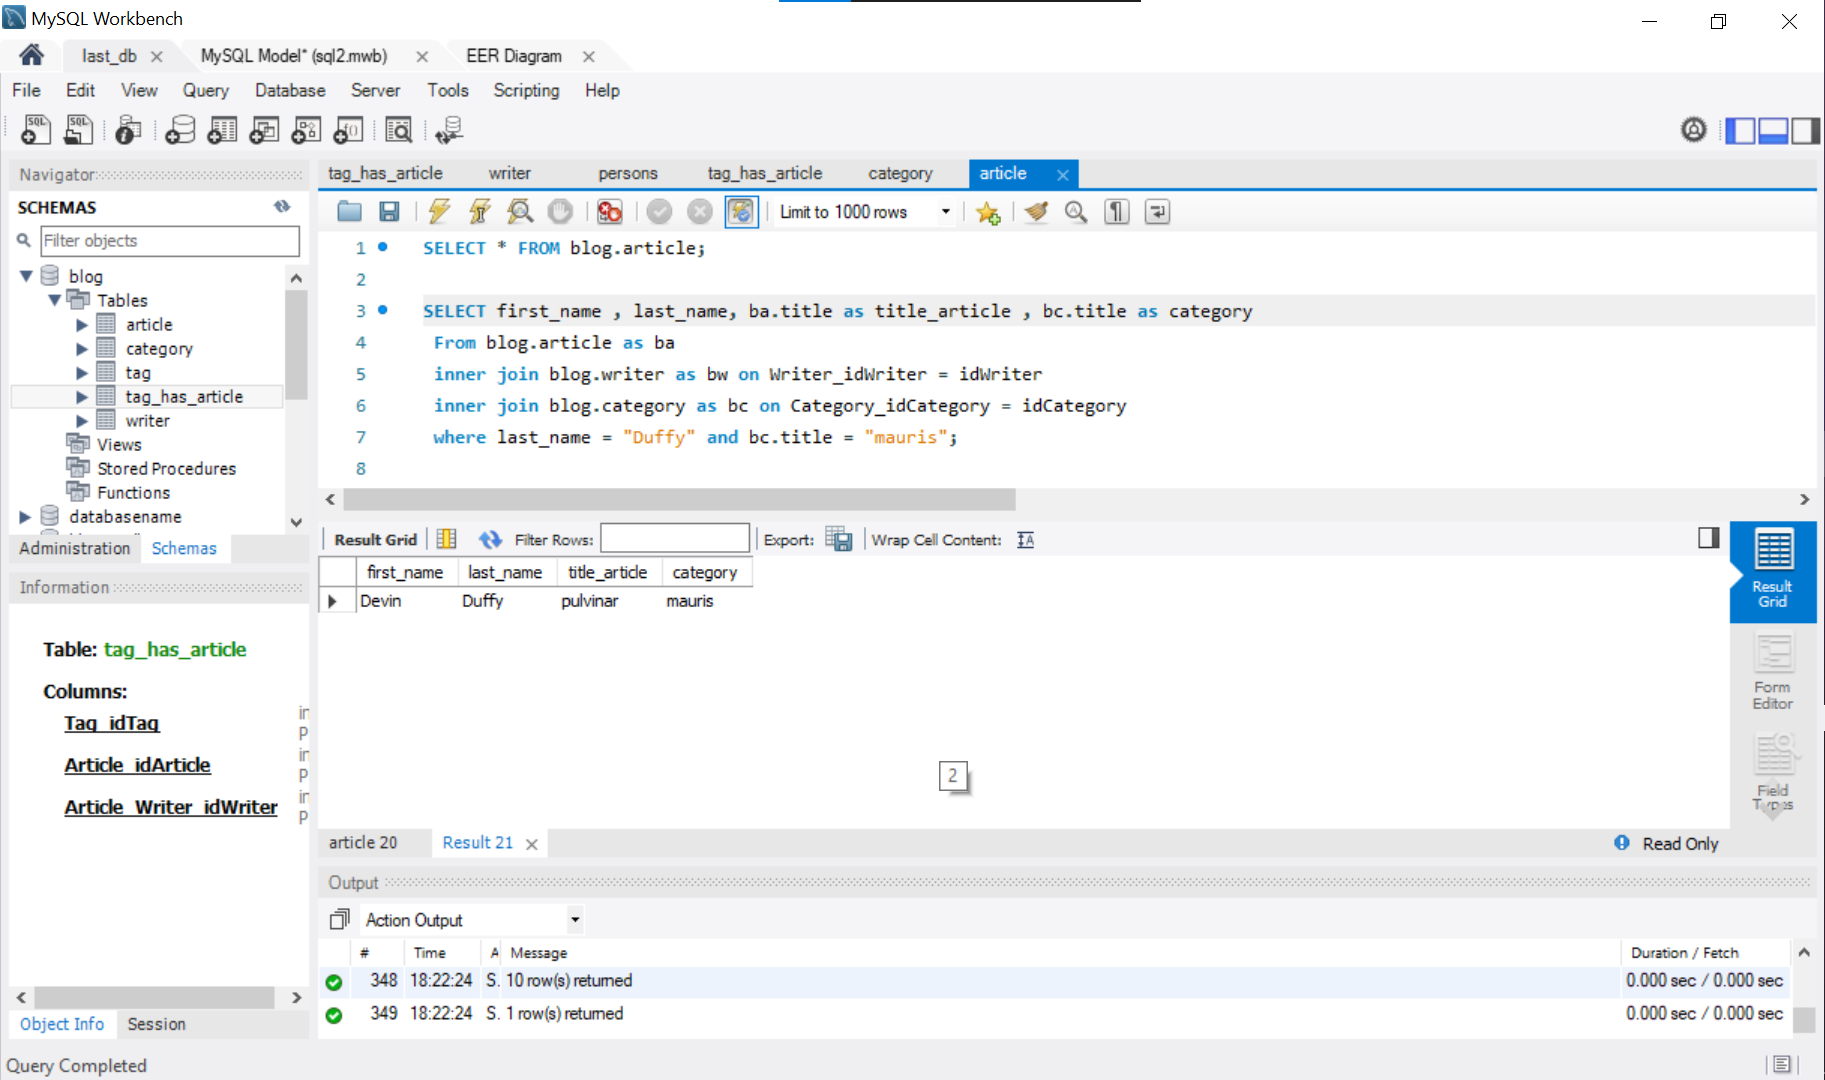 MySQL Workbench
last_db
MySQL Model* (sql2.mwb)
EER Diagram
File Edit View Query Database Server Tools Scripting Help
Navigator
SCHEMAS
Filter objects
blog
Tables
article
category
tag
tag_has_article
writer
Views
Stored Procedures
Functions
databasename
Administration Schemas
Information
Table: tag_has_article
Columns:
Tag_idTag
Article_idArticle
Article_Writer_idWriter
Object Info Session
tag_has_article writer persons tag_has_article category article
Limit to 1000 rows
1 SELECT * FROM blog.article;
2
3 SELECT first_name , last_name, ba.title as title_article , bc.title as category
4 From blog.article as ba
5 inner join blog.writer as bw on Writer_idWriter = idWriter
6 inner join blog.category as bc on Category_idCategory = idCategory
7 where last_name = "Duffy" and bc.title = "mauris";
8
Result Grid Filter Rows: Export: Wrap Cell Content:
first_name last_name title_article category
Devin Duffy pulvinar mauris
2
Result
Grid
Form
Editor
Field
Types
article 20 Result 21
Read Only
Output
Action Output
# Time A Message Duration / Fetch
348 18:22:24 S. 10 row(s) returned 0.000 sec / 0.000 sec
349 18:22:24 S. 1 row(s) returned 0.000 sec / 0.000 sec
Query Completed